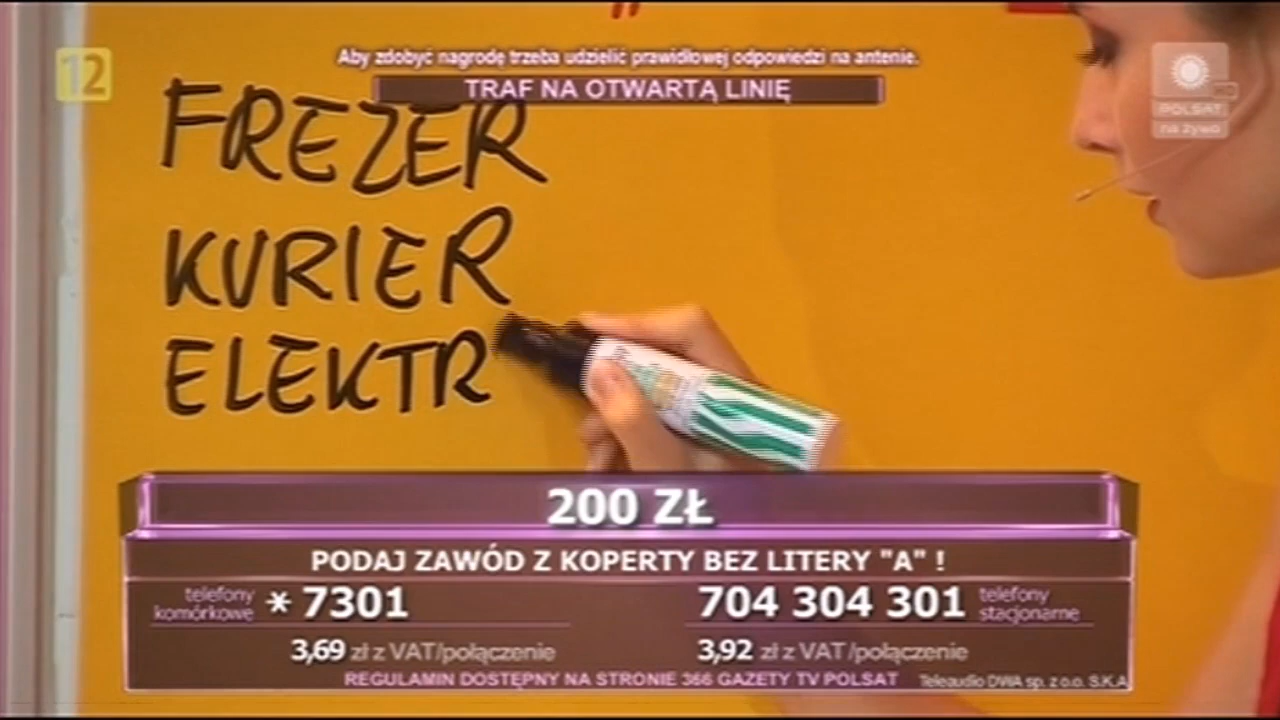 12
Aby zdobyć nagrodę trzeba udzielić prawidłowej odpowiedzi na antenie.
TRAF NA OTWARTĄ LINIĘ
POLSAT
na żywo
FREZER
KURIER
ELEKTR
200 ZŁ
PODAJ ZAWÓD Z KOPERTY BEZ LITERY "A" !
telefony komórkowe * 7301 704 304 301 telefony stacjonarne
3,69 zł z VAT/połączenie 3,92 zł z VAT/połączenie
REGULAMIN DOSTĘPNY NA STRONIE 366 GAZETY TV POLSAT Teleaudio DWA sp. z o.o. S.K.A